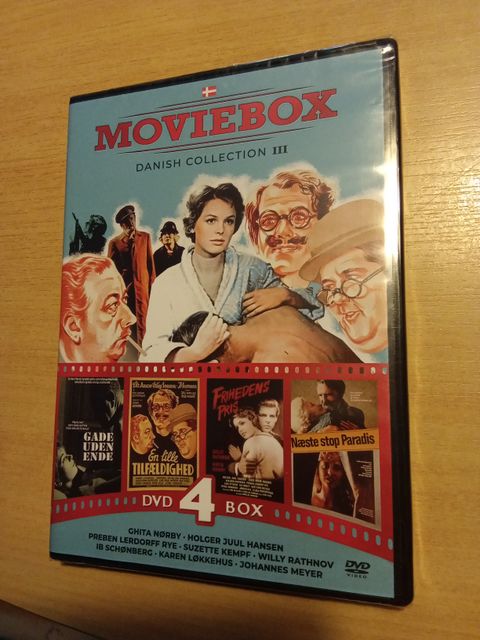 MOVIEBOX
DANISH COLLECTION III
GADE
UDEN
ENDE
En lille
TILFÆLDIGHED
FRIHEDENS
PRIS
Næste stop Paradis
DVD 4 BOX
GHITA NØRBY · HOLGER JUUL HANSEN
PREBEN LERDORFF RYE · SUZETTE KEMPF · WILLY RATHNOV
IB SCHØNBERG · KAREN LØKKEHUS · JOHANNES MEYER
DVD
VIDEO